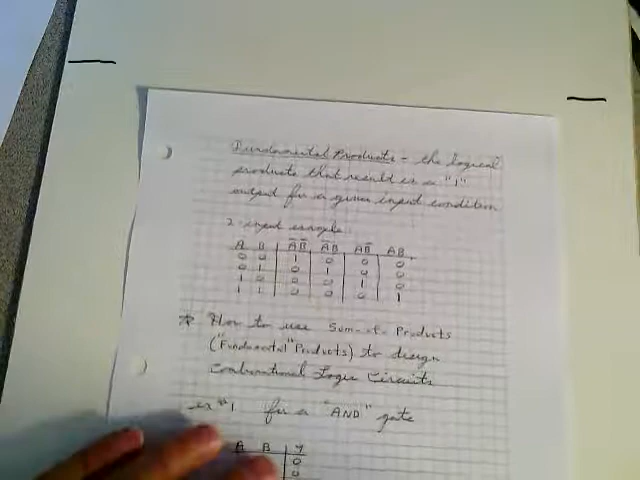 Fundamental Products - the logical
products that result in a "1"
output for a given input condition
2-input example
A B A̅B̅ A̅B AB̅ AB
0 0 1 0 0 0
0 1 0 1 0 0
1 0 0 0 1 0
1 1 0 0 0 1
* How to use Sum-of-Products
("Fundamental" Products) to design
Combinational Logic Circuits
ex #1 for a "AND" gate
A B Y
0
0